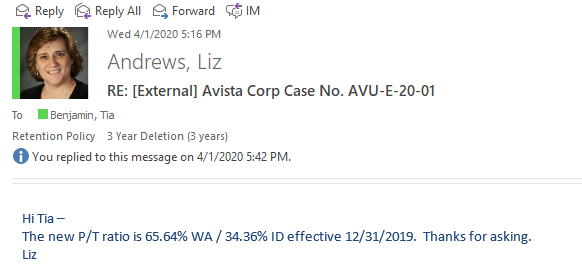 Reply Reply All Forward IM
Wed 4/1/2020 5:16 PM
Andrews, Liz
RE: [External] Avista Corp Case No. AVU-E-20-01
To Benjamin, Tia
Retention Policy 3 Year Deletion (3 years)
You replied to this message on 4/1/2020 5:42 PM.
Hi Tia –
The new P/T ratio is 65.64% WA / 34.36% ID effective 12/31/2019.  Thanks for asking.
Liz